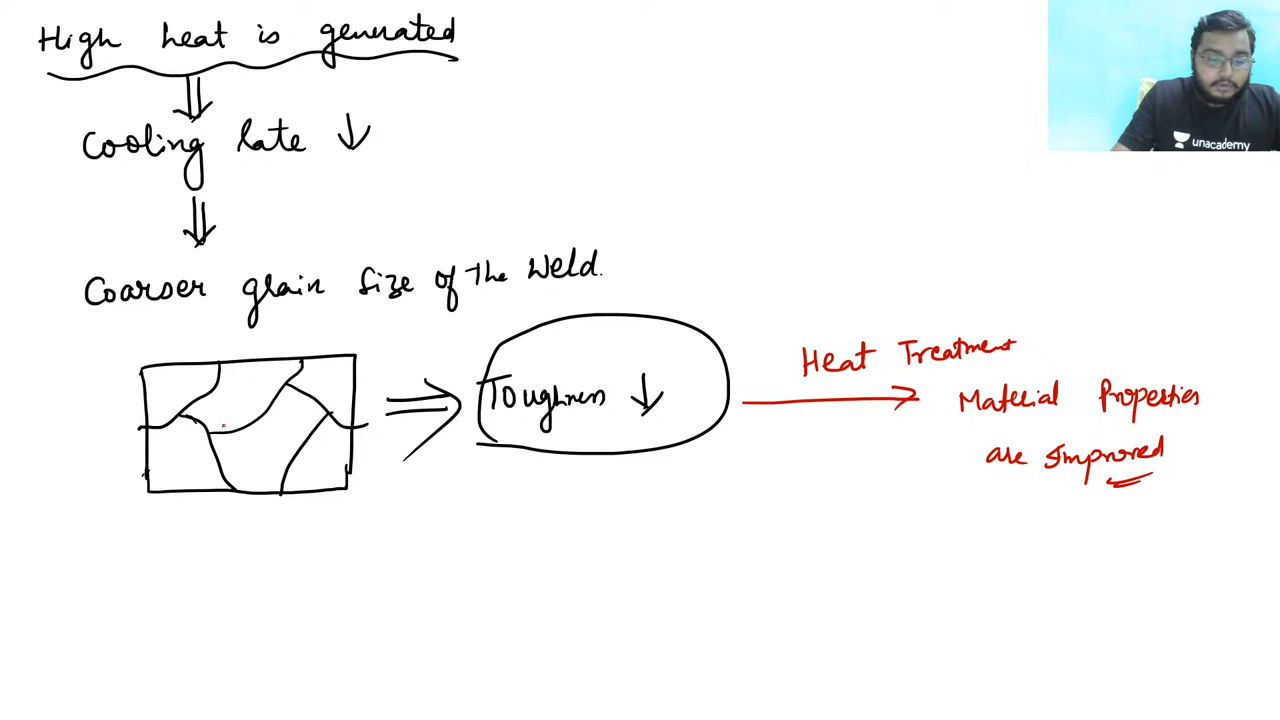 High heat is generated
Cooling rate ↓
Coarser grain size of the weld.
Toughness ↓
Heat Treatment
Material Properties
are improved
unacademy